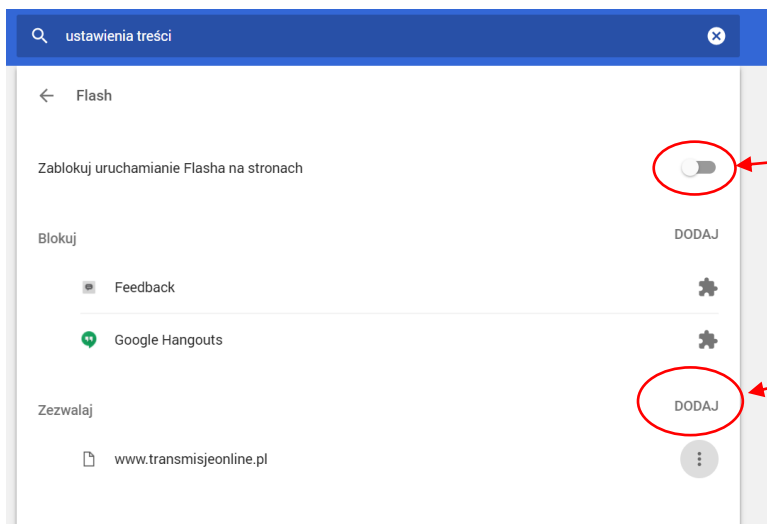 ustawienia treści
Flash
Zablokuj uruchamianie Flasha na stronach
Blokuj DODAJ
Feedback
Google Hangouts
Zezwalaj DODAJ
www.transmisjeonline.pl